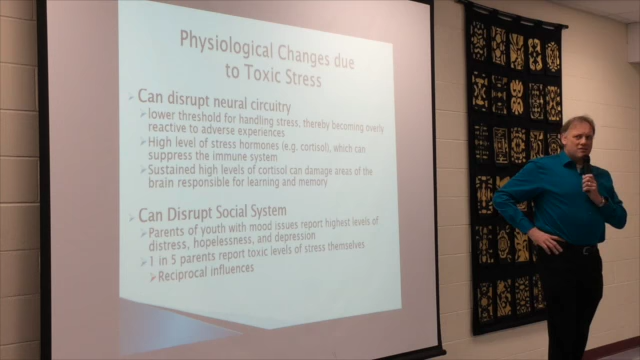 Physiological Changes due
to Toxic Stress
Can disrupt neural circuitry
lower threshold for handling stress, thereby becoming overly
reactive to adverse experiences
High level of stress hormones (e.g. cortisol), which can
suppress the immune system
Sustained high levels of cortisol can damage areas of the
brain responsible for learning and memory
Can Disrupt Social System
Parents of youth with mood issues report highest levels of
distress, hopelessness, and depression
1 in 5 parents report toxic levels of stress themselves
Reciprocal influences